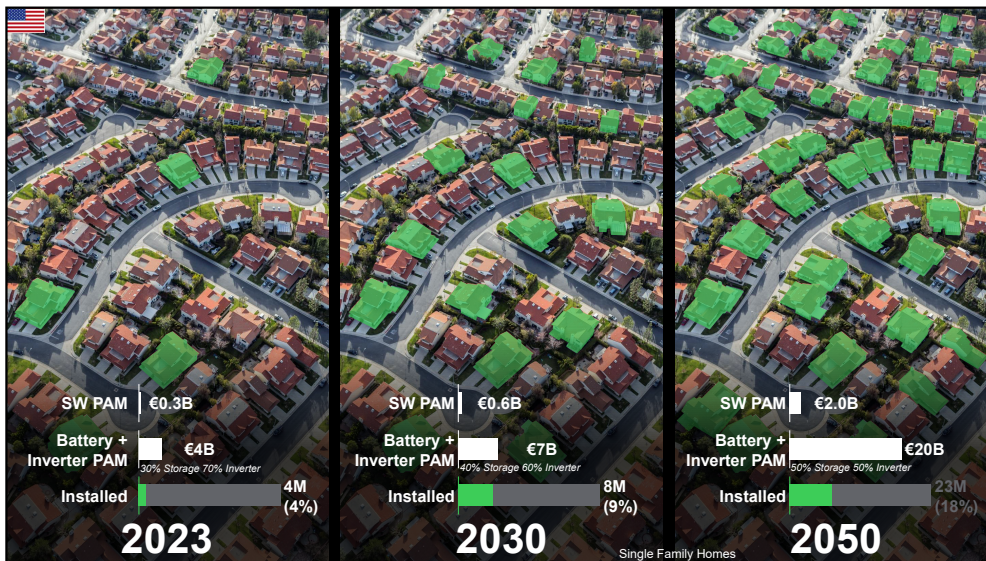 SW PAM €0.3B
Battery +
Inverter PAM €4B
30% Storage 70% Inverter
Installed 4M
(4%)
2023
SW PAM €0.6B
Battery +
Inverter PAM €7B
40% Storage 60% Inverter
Installed 8M
(9%)
2030
SW PAM €2.0B
Battery +
Inverter PAM €20B
50% Storage 50% Inverter
Installed 23M
(18%)
2050
Single Family Homes